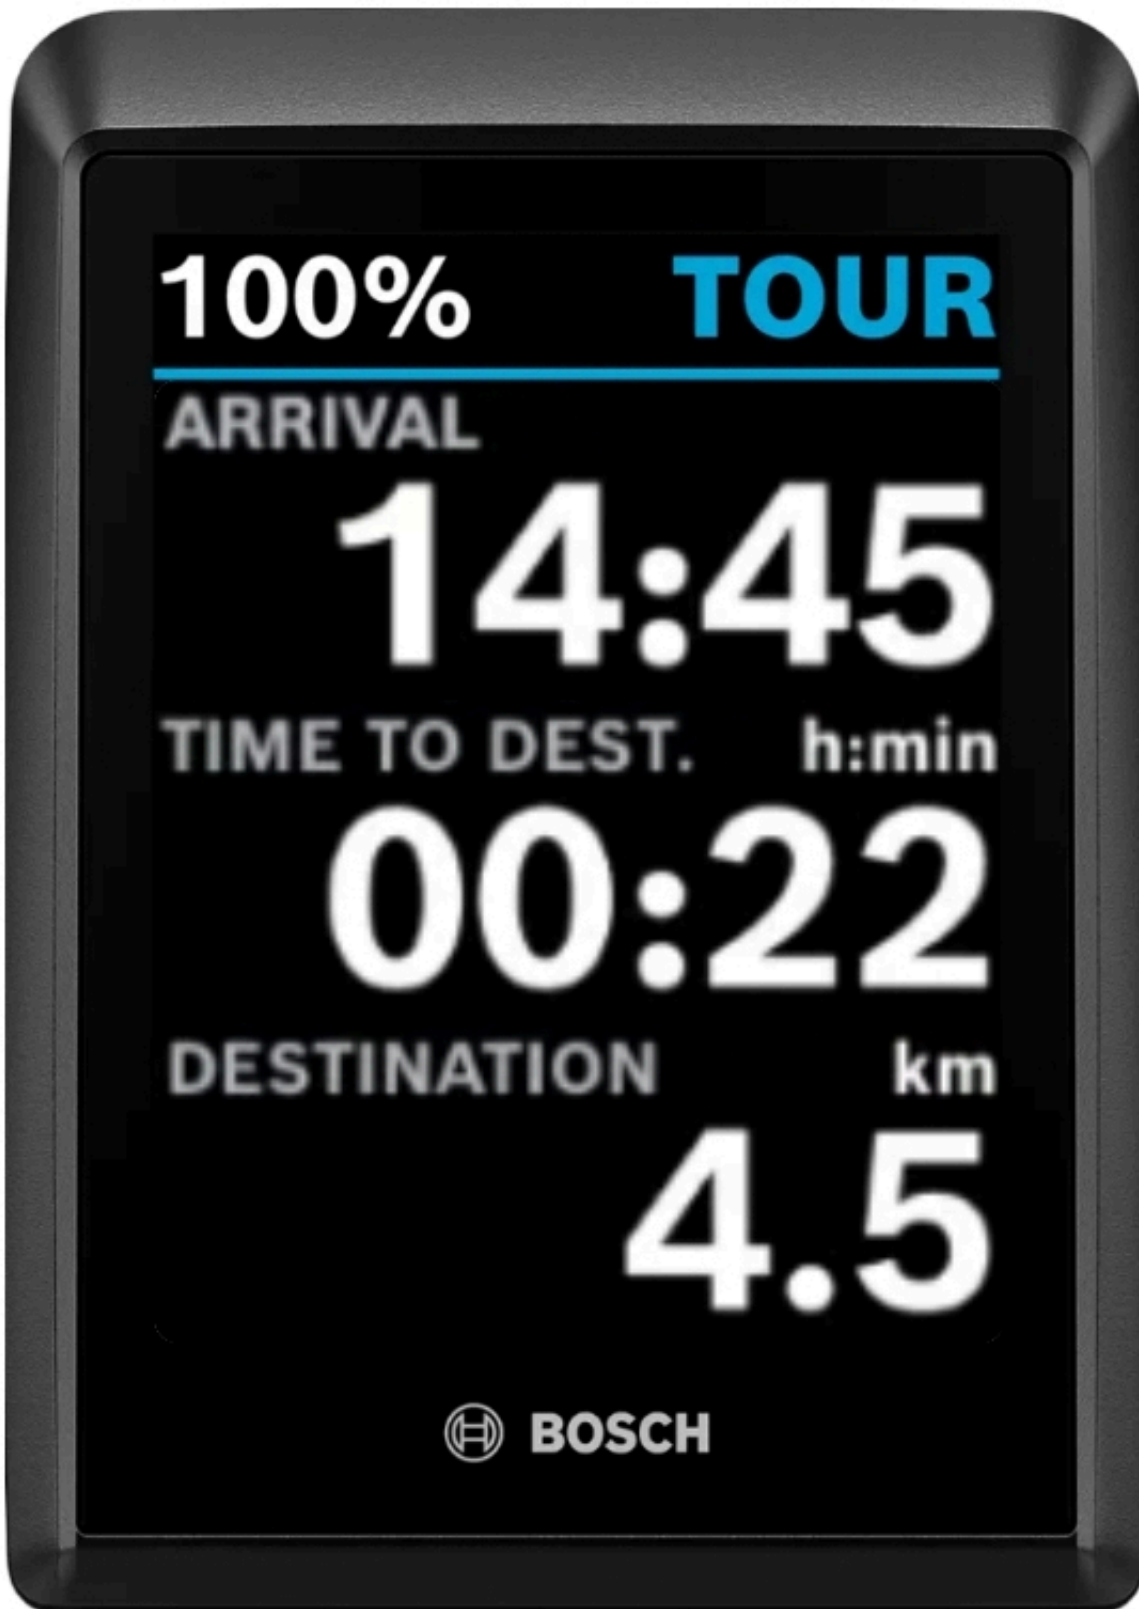 100% TOUR
ARRIVAL
14:45
TIME TO DEST. h:min
00:22
DESTINATION km
4.5
BOSCH